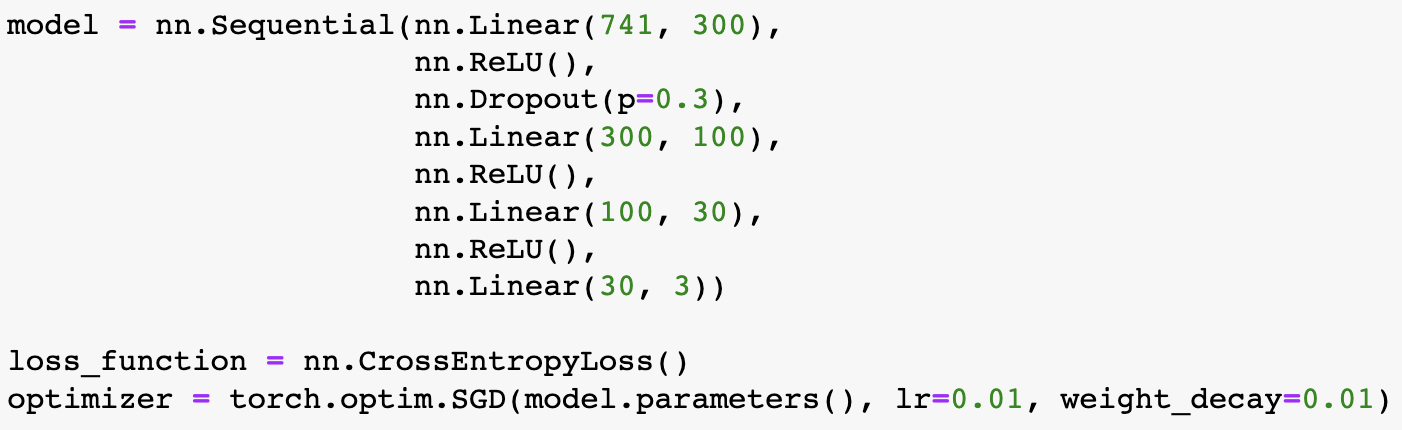 model = nn.Sequential(nn.Linear(741, 300),
                      nn.ReLU(),
                      nn.Dropout(p=0.3),
                      nn.Linear(300, 100),
                      nn.ReLU(),
                      nn.Linear(100, 30),
                      nn.ReLU(),
                      nn.Linear(30, 3))

loss_function = nn.CrossEntropyLoss()
optimizer = torch.optim.SGD(model.parameters(), lr=0.01, weight_decay=0.01)